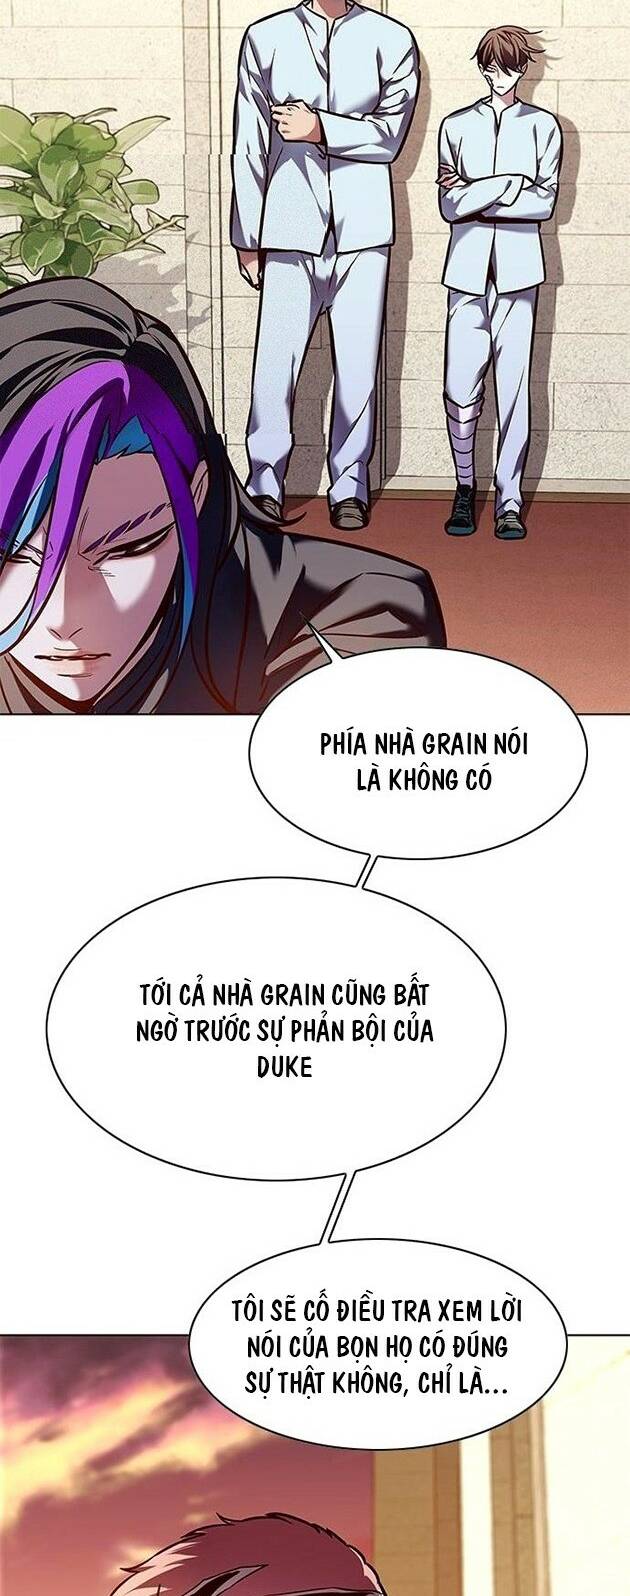 PHÍA NHÀ GRAIN NÓI
LÀ KHÔNG CÓ
TỚI CẢ NHÀ GRAIN CŨNG BẤT
NGỜ TRƯỚC SỰ PHẢN BỘI CỦA
DUKE
TÔI SẼ CỐ ĐIỀU TRA XEM LỜI
NÓI CỦA BỌN HỌ CÓ ĐÚNG
SỰ THẬT KHÔNG, CHỈ LÀ...